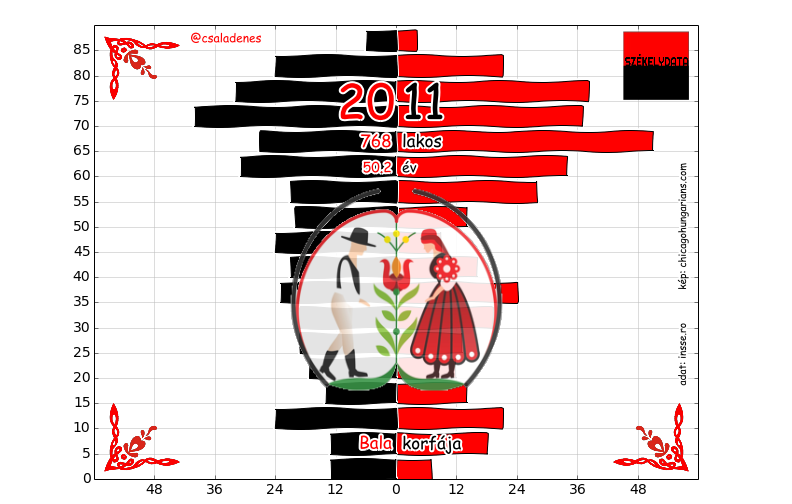 @csaladenes
SZÉKELYDATA
2011
768 lakos
50,2 év
Bala korfája
kép: chicagohungarians.com
adat: insse.ro
85
80
75
70
65
60
55
50
45
40
35
30
25
20
15
10
5
0
48 36 24 12 0 12 24 36 48